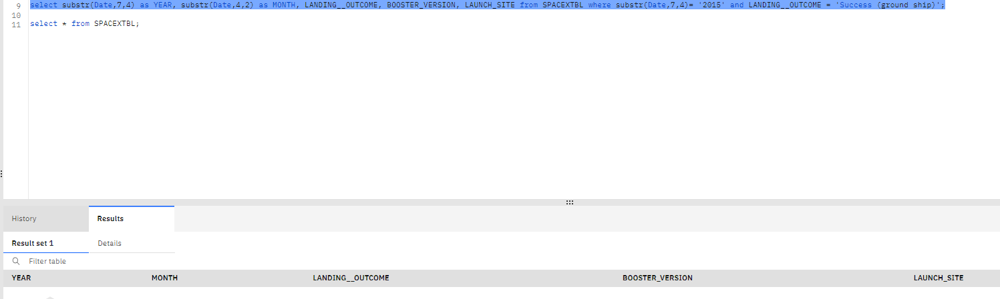 9 select substr(Date,7,4) as YEAR, substr(Date,4,2) as MONTH, LANDING__OUTCOME, BOOSTER_VERSION, LAUNCH_SITE from SPACEXTBL where substr(Date,7,4)= '2015' and LANDING__OUTCOME = 'Success (ground ship)';
10
11 select * from SPACEXTBL;
History Results
Result set 1 Details
Filter table
YEAR MONTH LANDING__OUTCOME BOOSTER_VERSION LAUNCH_SITE